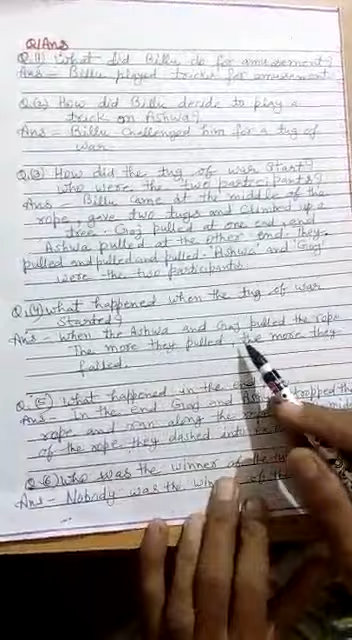 Q/Ans
Q.(1) What did Billu do for amusement?
Ans - Billu played tricks for amusement
Q.(2) How did Billu decide to play a
trick on Ashwa?
Ans - Billu challenged him for a tug of
war.
Q.(3) How did the tug of war Start?
who were the two participants?
Ans - Billu came at the middle of the
rope, gave two tugs and climbed up a
tree. Gaj pulled at one end and
Ashwa pulled at the other end. they
pulled and pulled and pulled. Ashwa and Gaj
were the two participants.
Q.(4) what happened when the tug of war
Started?
Ans - when the Ashwa and Gaj pulled the rope
The more they pulled the more they
failed.
Q.(5) What happened in the end
Ans - In the end Gaj and dropped the
rope and ran along the
of the rope they dashed into
Q.(6) who was the winner of the
Ans - Nobody was the of the